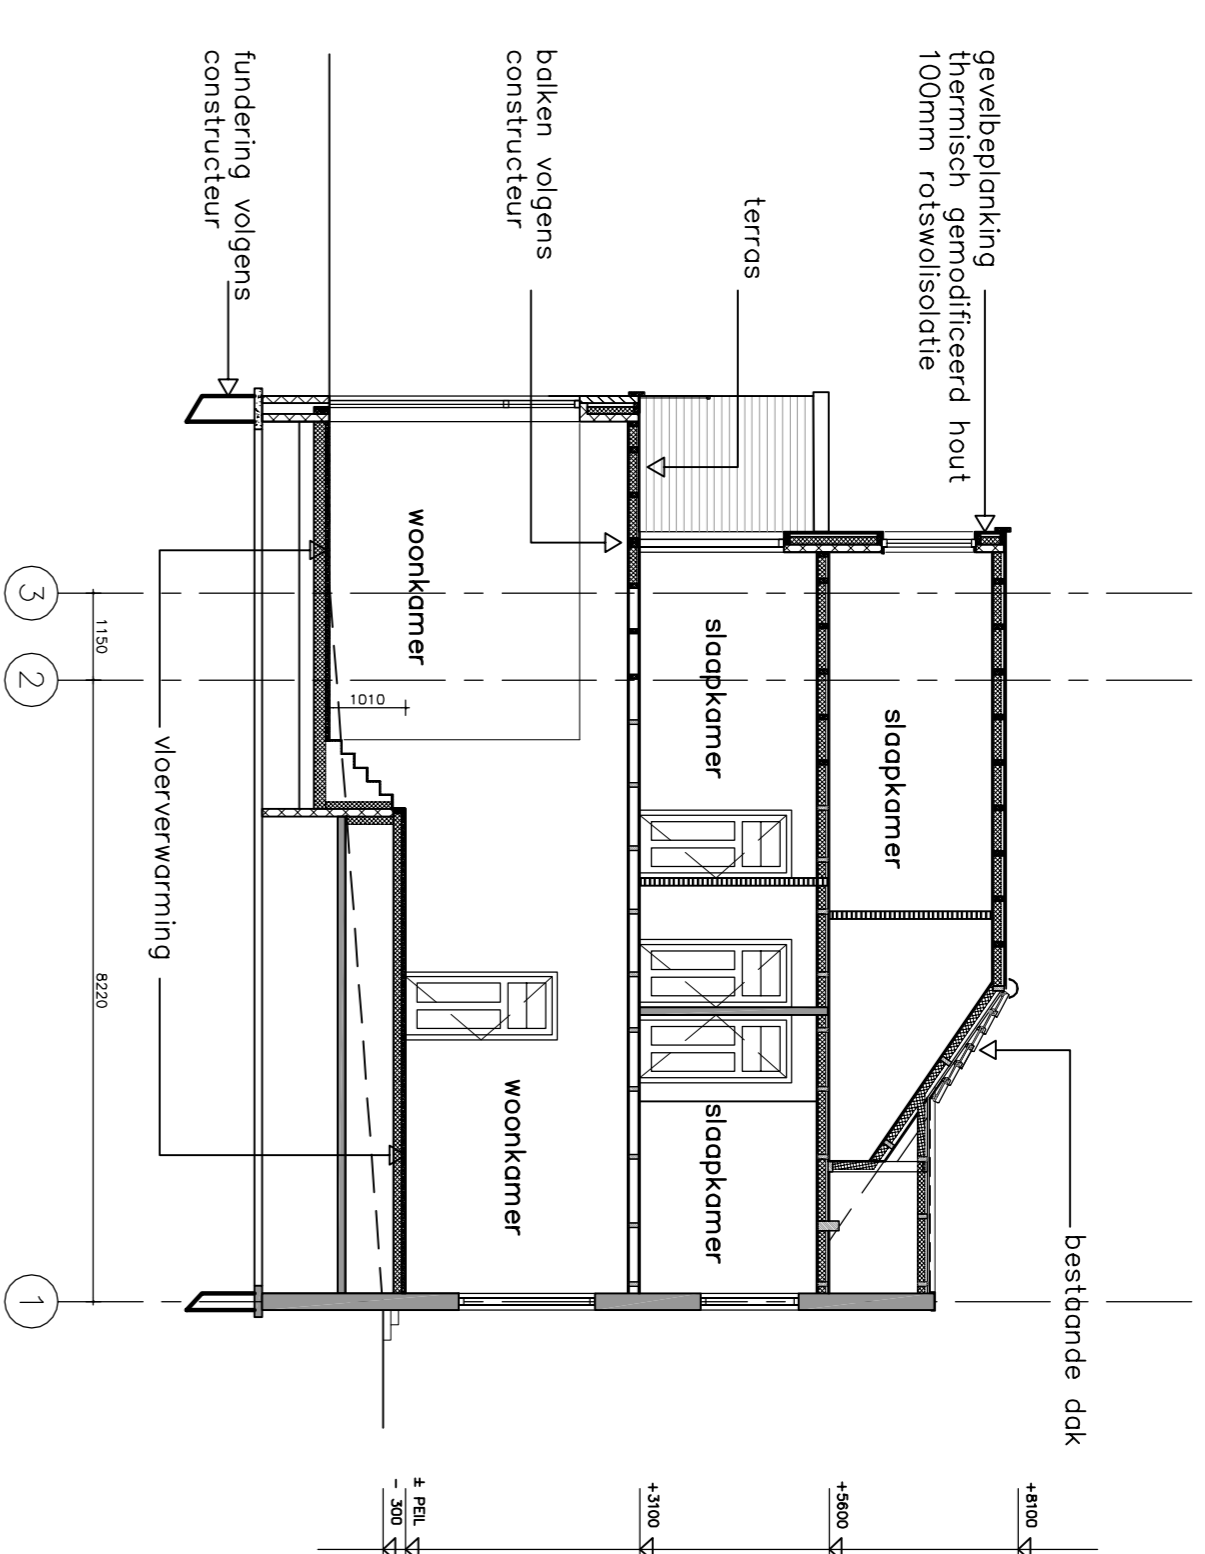 gevelbeplanking
thermisch gemodificeerd hout
100mm rotswolisolatie
terras
balken volgens
constructeur
fundering volgens
constructeur
bestaande dak
slaapkamer
slaapkamer
slaapkamer
woonkamer
woonkamer
vloerverwarming
1010
1150
8220
3
2
1
+8100
+5600
+3100
± PEIL
- 300